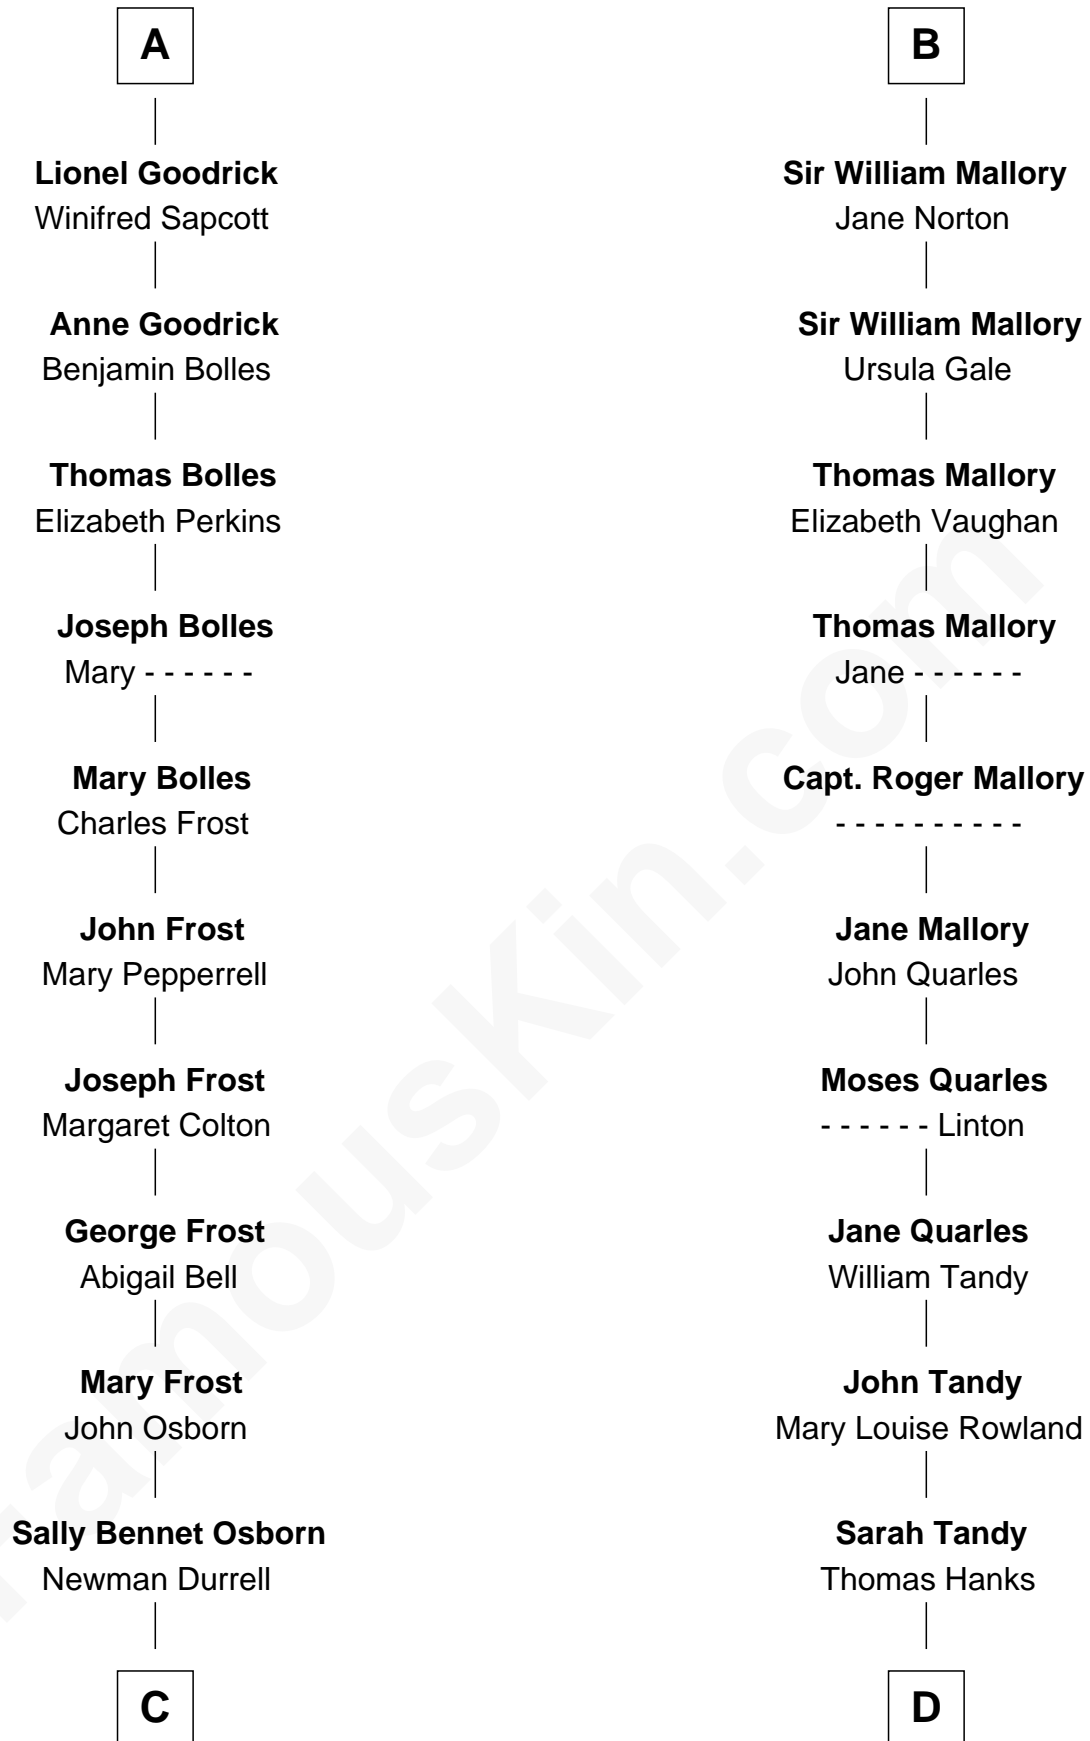 A
Lionel Goodrick
Winifred Sapcott
Anne Goodrick
Benjamin Bolles
Thomas Bolles
Elizabeth Perkins
Joseph Bolles
Mary - - - - - -
Mary Bolles
Charles Frost
John Frost
Mary Pepperrell
Joseph Frost
Margaret Colton
George Frost
Abigail Bell
Mary Frost
John Osborn
Sally Bennet Osborn
Newman Durrell
C
B
Sir William Mallory
Jane Norton
Sir William Mallory
Ursula Gale
Thomas Mallory
Elizabeth Vaughan
Thomas Mallory
Jane - - - - - -
Capt. Roger Mallory
- - - - - - - - - -
Jane Mallory
John Quarles
Moses Quarles
- - - - - - Linton
Jane Quarles
William Tandy
John Tandy
Mary Louise Rowland
Sarah Tandy
Thomas Hanks
D
FamousKin.com